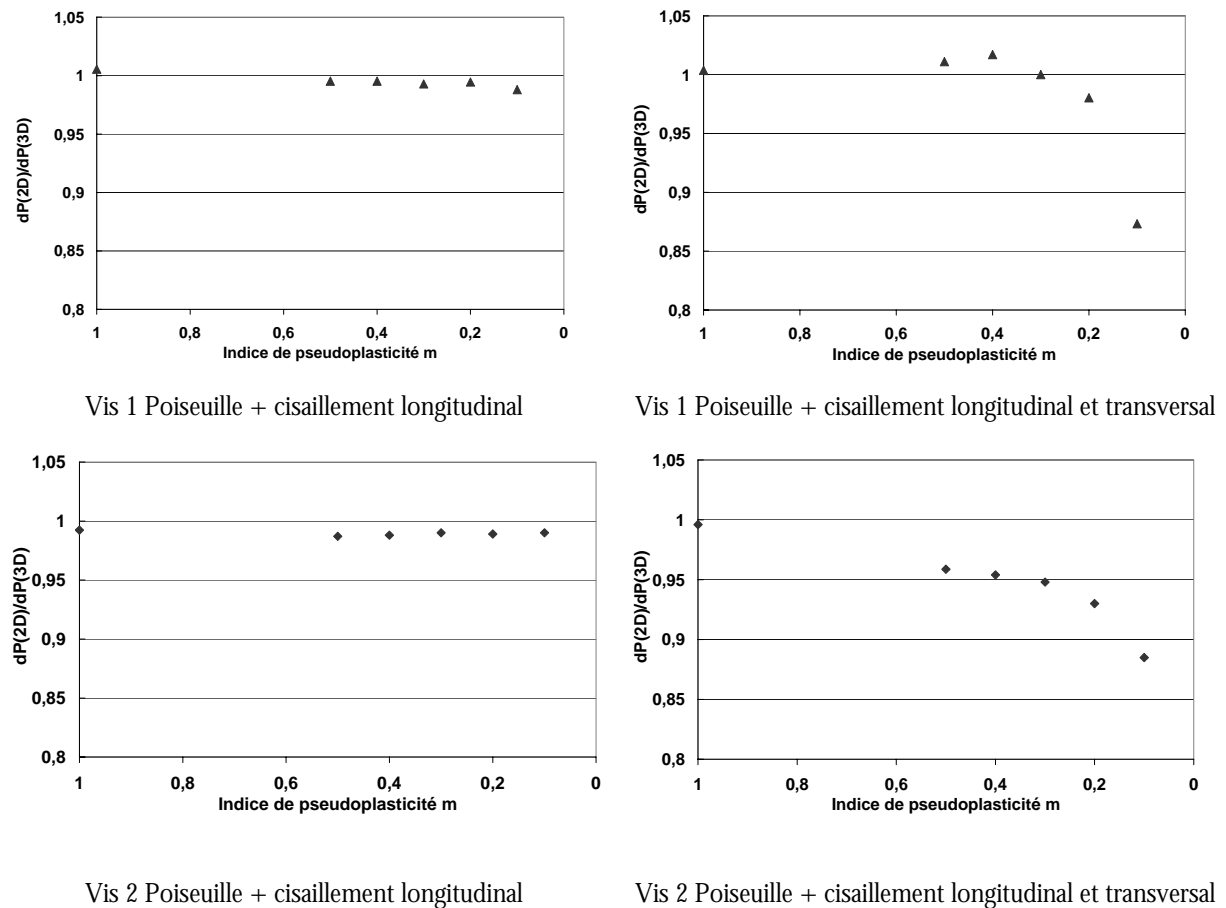 1,05
1
0,95
0,9
0,85
0,8
dP(2D)/dP(3D)
1 0,8 0,6 0,4 0,2 0
Indice de pseudoplasticité m
Vis 1 Poiseuille + cisaillement longitudinal
1,05
1
0,95
0,9
0,85
0,8
dP(2D)/dP(3D)
1 0,8 0,6 0,4 0,2 0
Indice de pseudoplasticité m
Vis 1 Poiseuille + cisaillement longitudinal et transversal
1,05
1
0,95
0,9
0,85
0,8
dP(2D)/dP(3D)
1 0,8 0,6 0,4 0,2 0
Indice de pseudoplasticité m
Vis 2 Poiseuille + cisaillement longitudinal
1,05
1
0,95
0,9
0,85
0,8
dP(2D)/dP(3D)
1 0,8 0,6 0,4 0,2 0
Indice de pseudoplasticité m
Vis 2 Poiseuille + cisaillement longitudinal et transversal